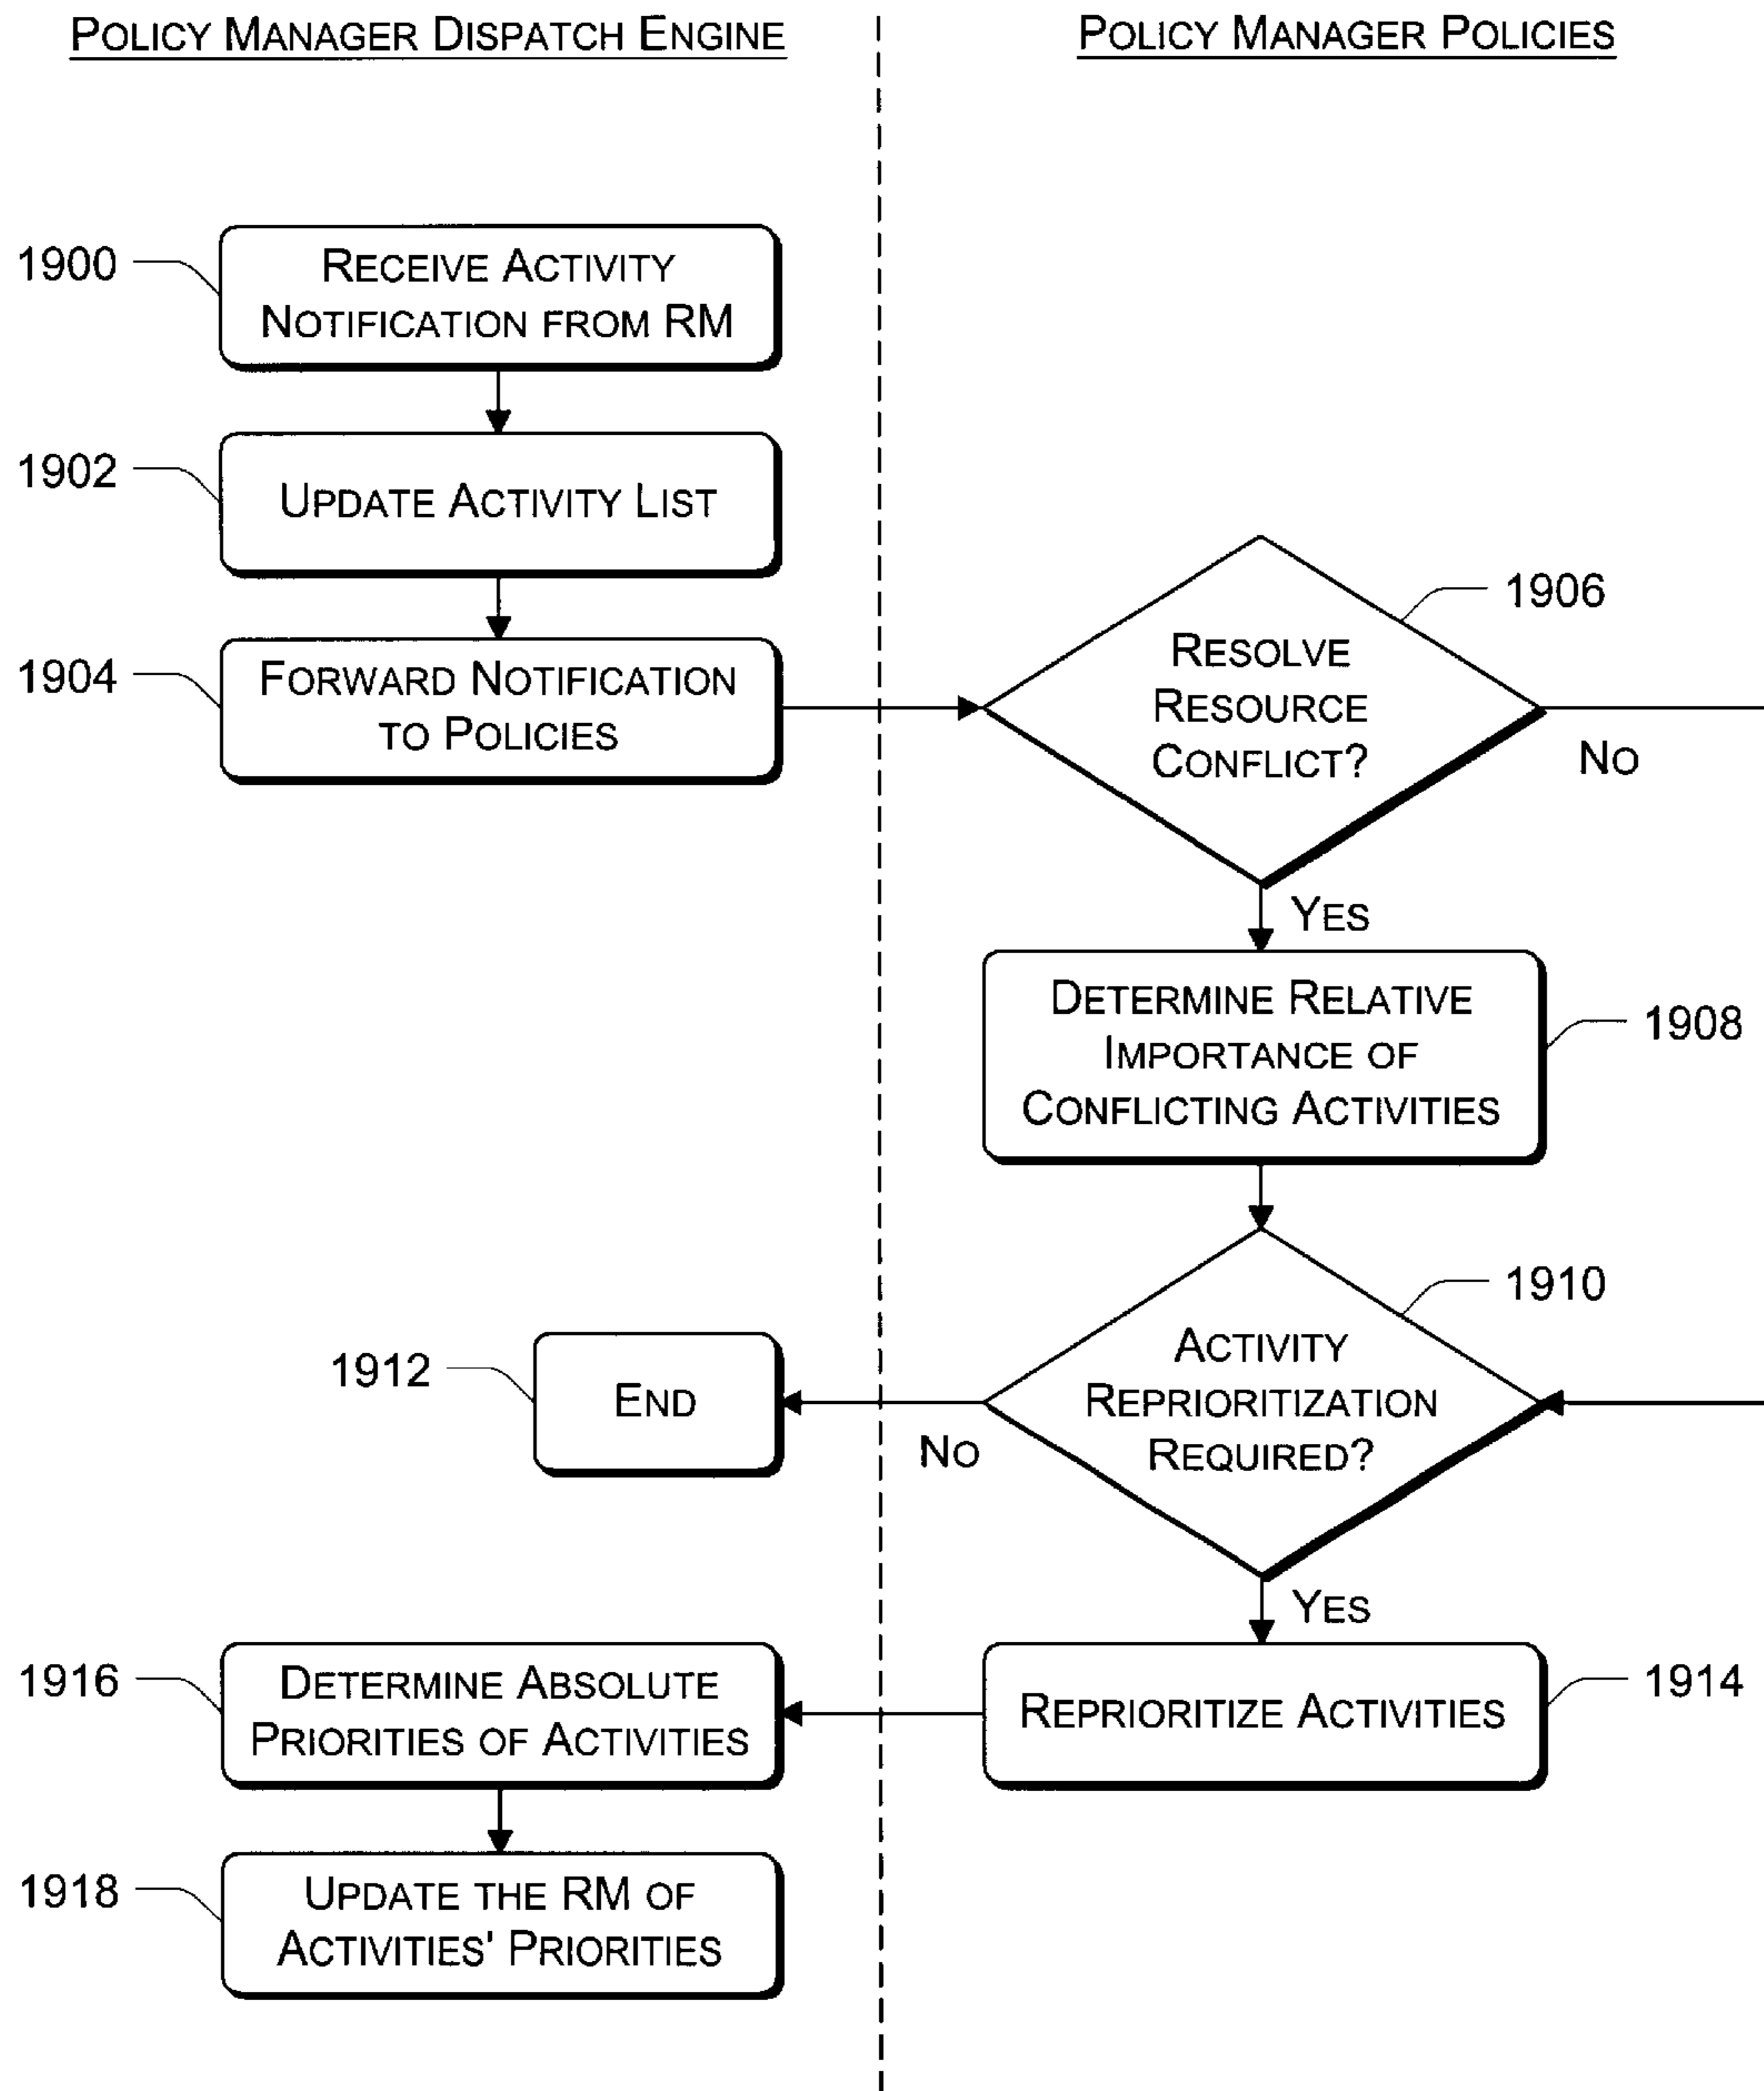 POLICY MANAGER DISPATCH ENGINE
POLICY MANAGER POLICIES
1900
RECEIVE ACTIVITY
NOTIFICATION FROM RM
1902
UPDATE ACTIVITY LIST
1904
FORWARD NOTIFICATION
TO POLICIES
1906
RESOLVE
RESOURCE
CONFLICT?
NO
YES
DETERMINE RELATIVE
IMPORTANCE OF
CONFLICTING ACTIVITIES
1908
1910
ACTIVITY
REPRIORITIZATION
REQUIRED?
1912
END
NO
YES
1916
DETERMINE ABSOLUTE
PRIORITIES OF ACTIVITIES
REPRIORITIZE ACTIVITIES
1914
1918
UPDATE THE RM OF
ACTIVITIES' PRIORITIES